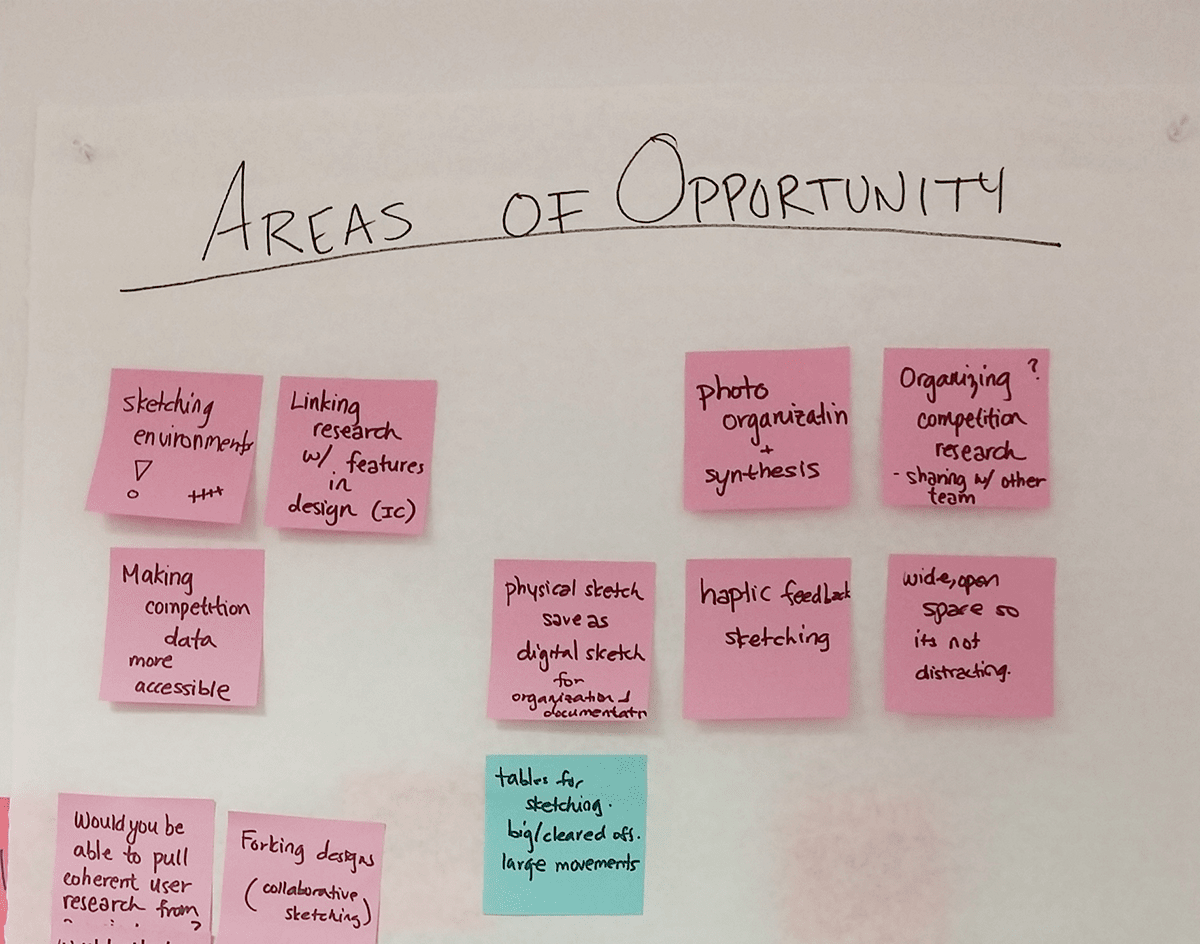 AREAS OF OPPORTUNITY
sketching
environments
!
++++
Linking
research
w/ features
in
design (IC)
photo
organizatin
+
synthesis
Organizing ?
competition
research
- sharing w/ other
team
Making
competition
data
more
accessible
physical sketch
save as
digital sketch
for
organization &
documentatn
haptic feedback
sketching
wide, open
space so
its not
distracting.
tables for
sketching.
big/cleared off.
large movements
Would you be
able to pull
coherent user
research from
?
Forking designs
(collaborative
sketching)